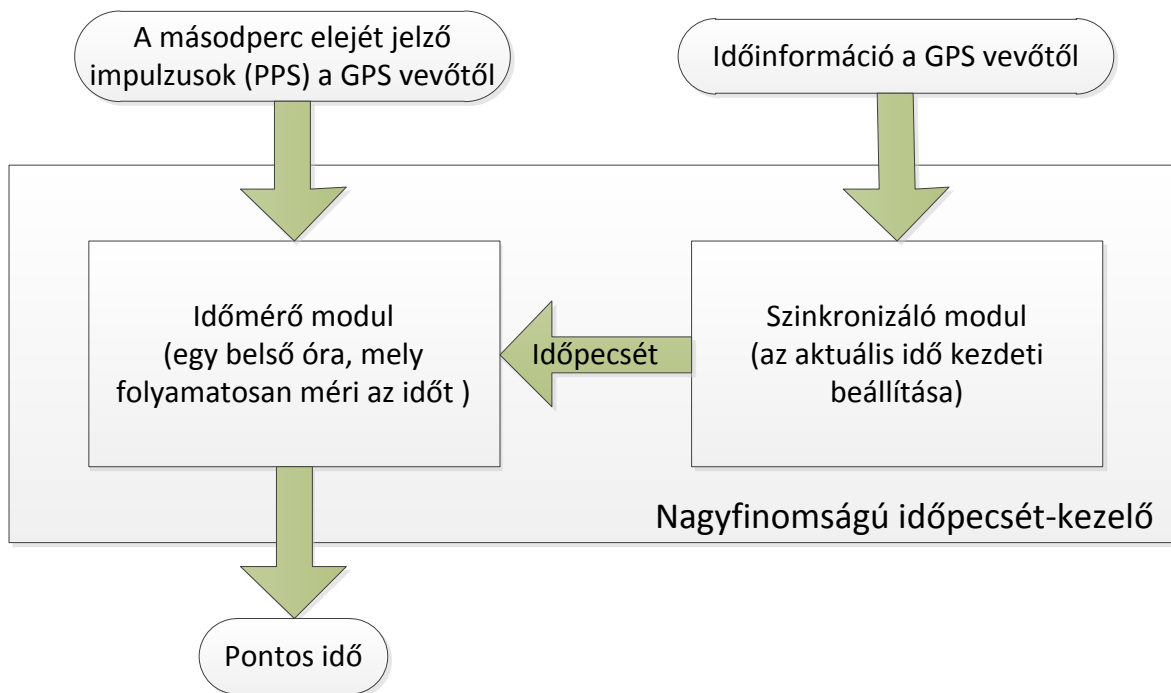 A másodperc elejét jelző
impulzusok (PPS) a GPS vevőtől
Időinformáció a GPS vevőtől
Időmérő modul
(egy belső óra, mely
folyamatosan méri az időt )
Időpecsét
Szinkronizáló modul
(az aktuális idő kezdeti
beállítása)
Nagyfinomságú időpecsét-kezelő
Pontos idő